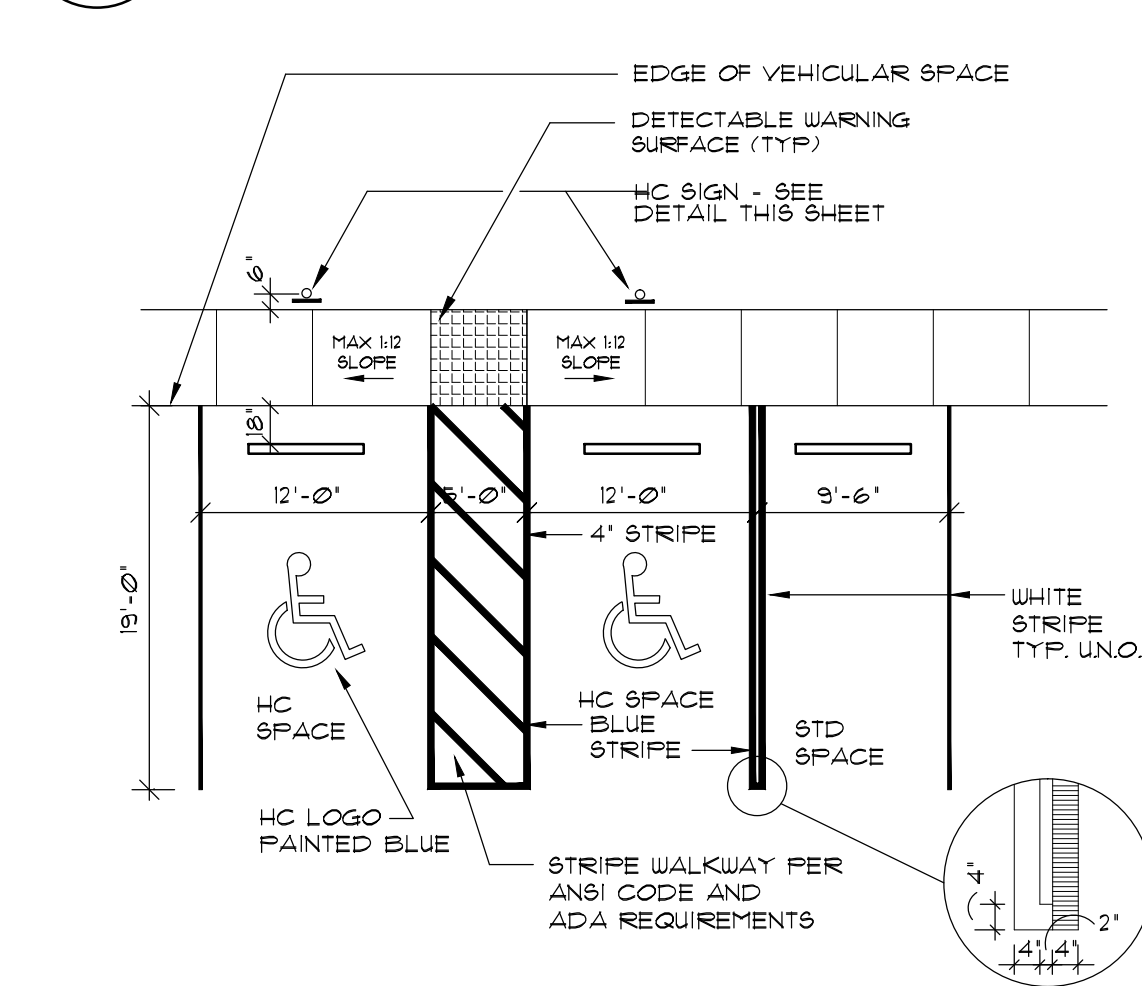 EDGE OF VEHICULAR SPACE
DETECTABLE WARNING
SURFACE (TYP)
HC SIGN - SEE
DETAIL THIS SHEET
6"
MAX 1:12
SLOPE
MAX 1:12
SLOPE
18"
12'-0"
5'-0"
12'-0"
9'-6"
4" STRIPE
19'-0"
WHITE
STRIPE
TYP. U.N.O.
HC
SPACE
HC SPACE
BLUE
STRIPE
STD
SPACE
HC LOGO
PAINTED BLUE
STRIPE WALKWAY PER
ANSI CODE AND
ADA REQUIREMENTS
4"
2"
4"
4"